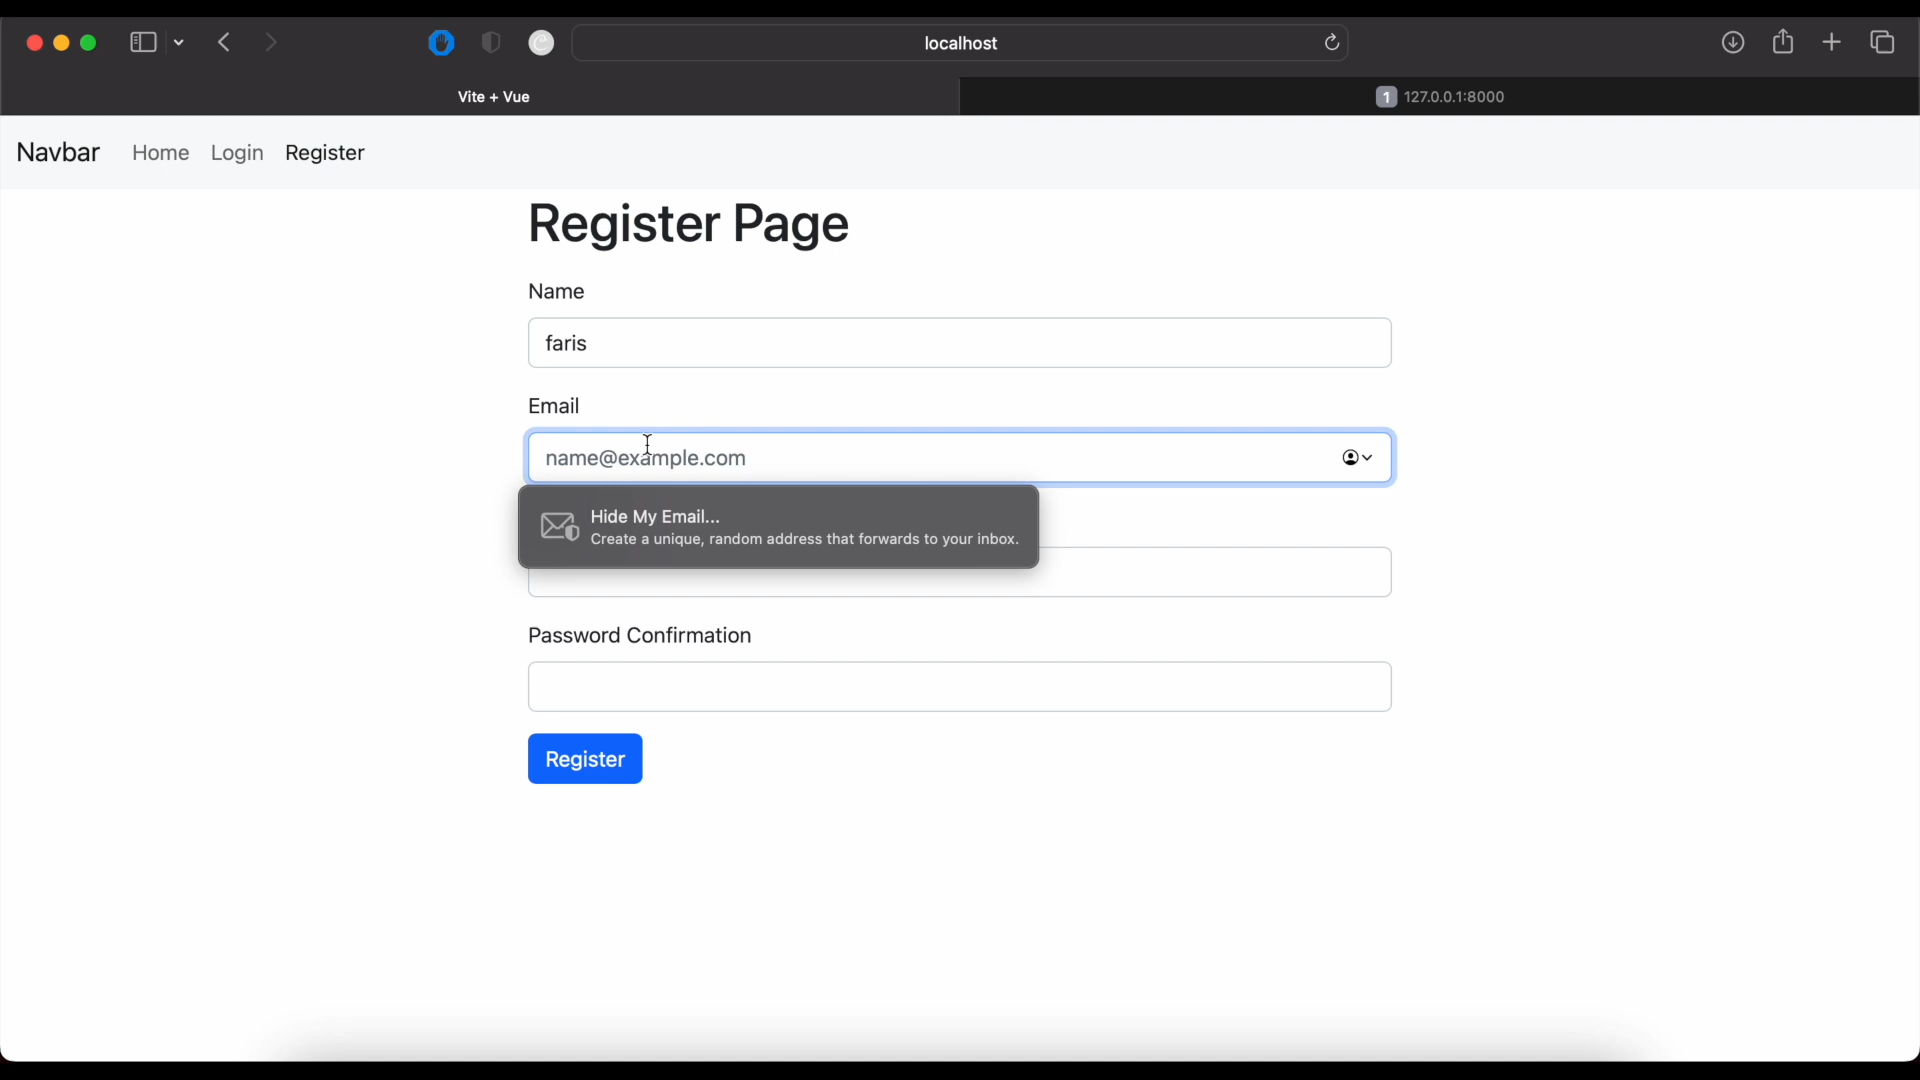 localhost
Vite + Vue
1 127.0.0.1:8000
Navbar Home Login Register
Register Page
Name
faris
Email
name@example.com
Hide My Email...
Create a unique, random address that forwards to your inbox.
Password Confirmation
Register